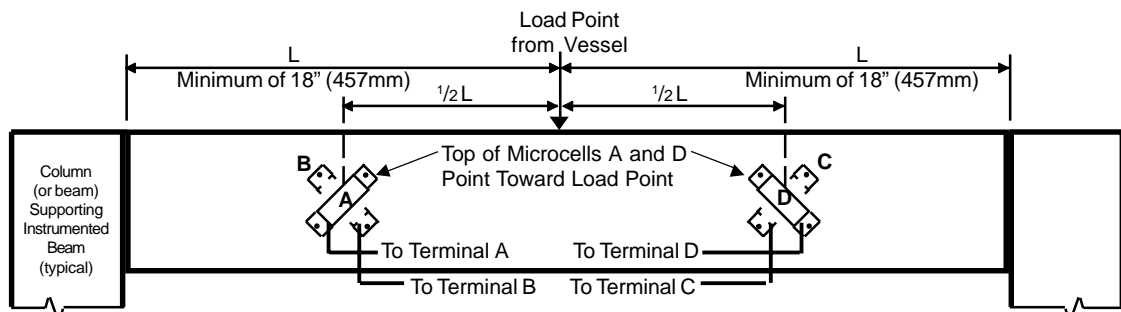 Load Point
from Vessel
L
L
Minimum of 18” (457mm)
Minimum of 18” (457mm)
1/2 L
1/2 L
Column
(or beam)
Supporting
Instrumented
Beam
(typical)
B
A
Top of Microcells A and D
Point Toward Load Point
C
D
To Terminal A
To Terminal D
To Terminal B
To Terminal C